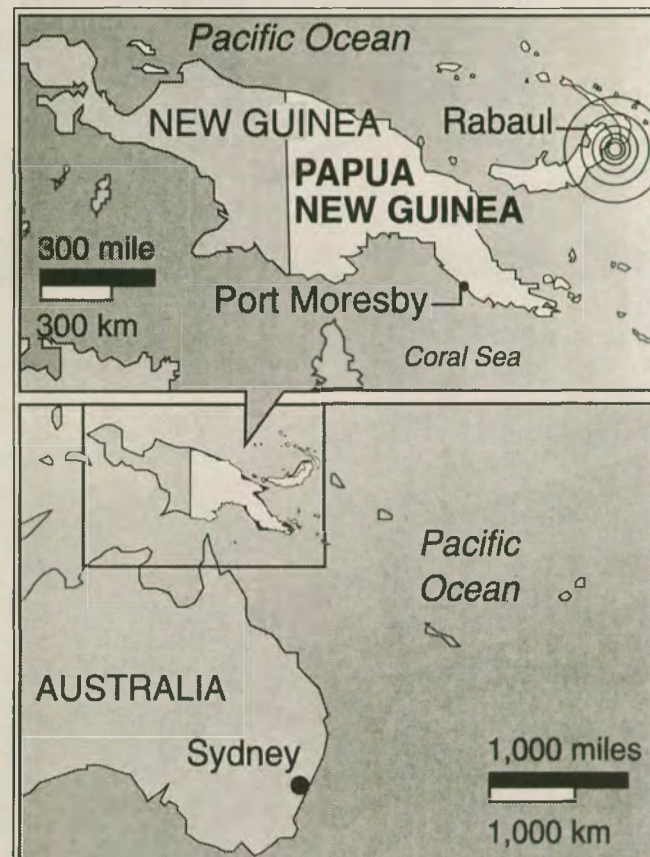 Pacific Ocean
NEW GUINEA
Rabaul
PAPUA
NEW GUINEA
300 mile
300 km
Port Moresby
Coral Sea
Pacific
Ocean
AUSTRALIA
Sydney
1,000 miles
1,000 km